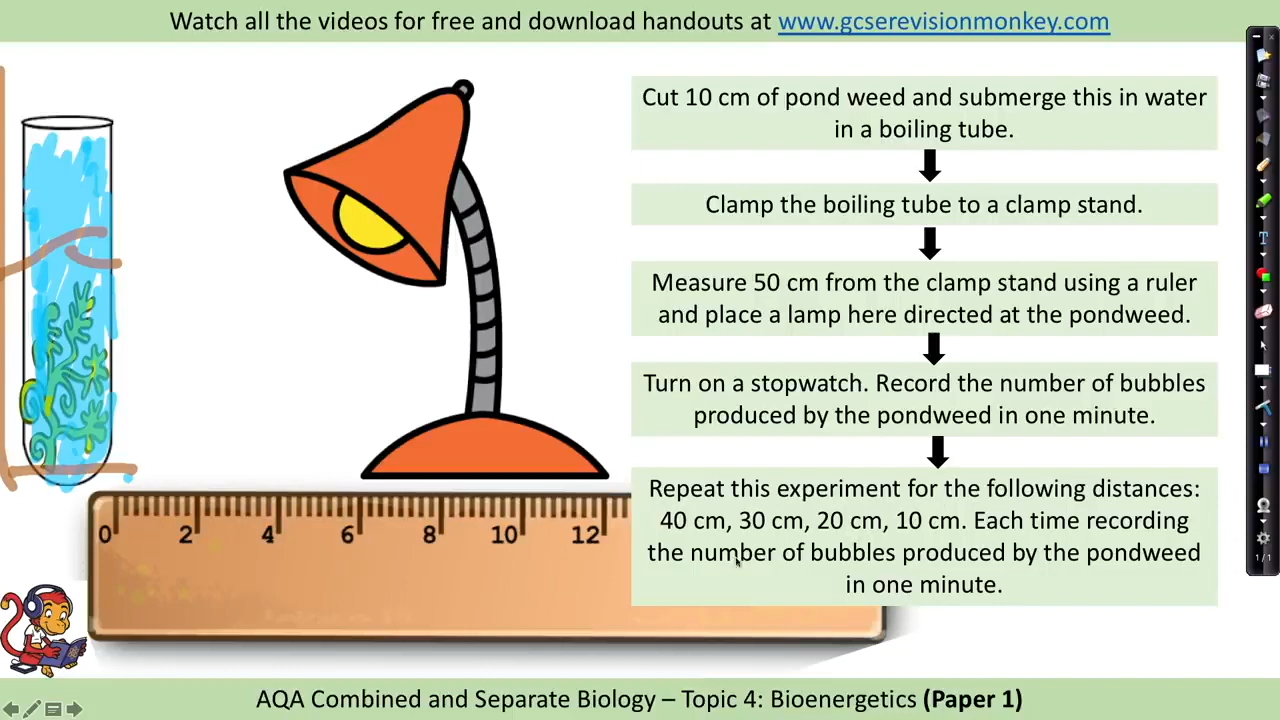 Watch all the videos for free and download handouts at www.gcserevisionmonkey.com
Cut 10 cm of pond weed and submerge this in water
in a boiling tube.
Clamp the boiling tube to a clamp stand.
Measure 50 cm from the clamp stand using a ruler
and place a lamp here directed at the pondweed.
Turn on a stopwatch. Record the number of bubbles
produced by the pondweed in one minute.
Repeat this experiment for the following distances:
40 cm, 30 cm, 20 cm, 10 cm. Each time recording
the number of bubbles produced by the pondweed
in one minute.
0 2 4 6 8 10 12
AQA Combined and Separate Biology – Topic 4: Bioenergetics (Paper 1)
T
1 / 1